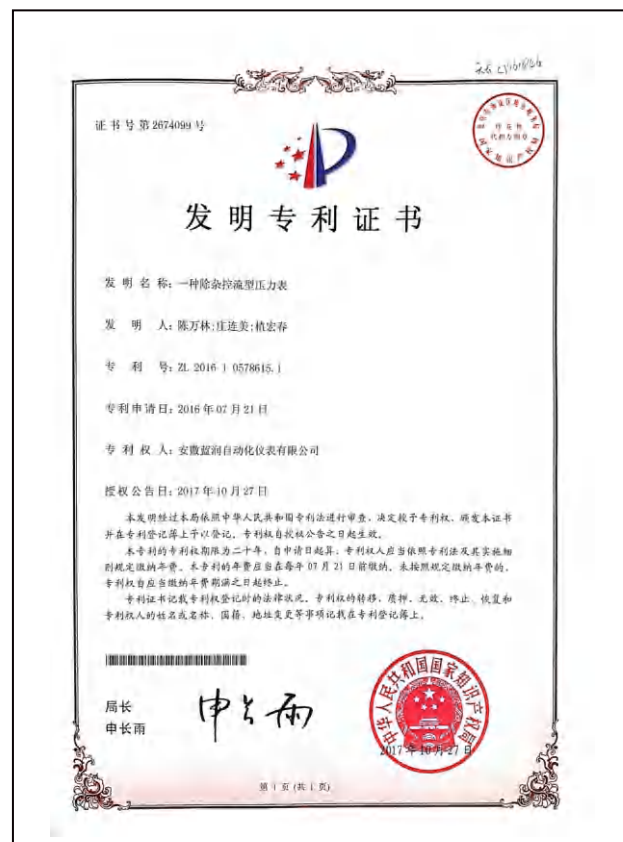 证书号第2674099号
发明专利证书
发明名称：一种除杂控流型压力表
发明人：陈万林;庄连美;植宏春
专利号：ZL 2016 1 0578615.1
专利申请日：2016年07月21日
专利权人：安徽蓝润自动化仪表有限公司
授权公告日：2017年10月27日
本发明经过本局依照中华人民共和国专利法进行审查，决定授予专利权，颁发本证书
并在专利登记簿上予以登记。专利权自授权公告之日起生效。
本专利的专利权期限为二十年，自申请日起算。专利权人应当依照专利法及其实施细
则规定缴纳年费。本专利的年费应当在每年07月21日前缴纳。未按照规定缴纳年费的，
专利权自应当缴纳年费期满之日起终止。
专利证书记载专利权登记时的法律状况。专利权的转移、质押、无效、终止、恢复和
专利权人的姓名或名称、国籍、地址变更等事项记载在专利登记簿上。
局长
申长雨
申长雨
中华人民共和国国家知识产权局
2017年10月27日
第1页(共1页)